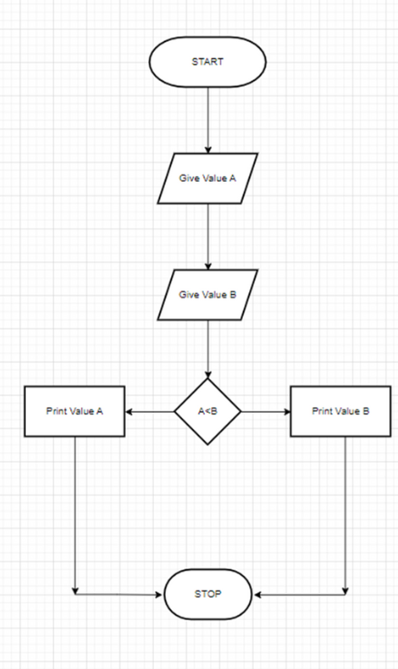 START
Give Value A
Give Value B
Print Value A
A<B
Print Value B
STOP